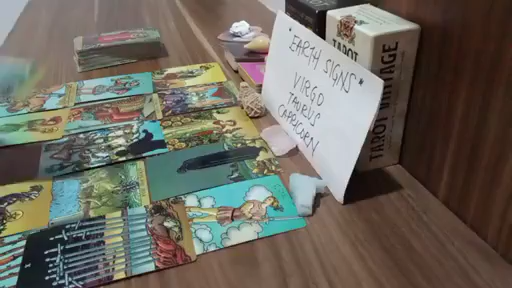 *EARTH SIGNS*
VIRGO
TAURUS
CAPRICORN
TAROT
TAROT VINTAGE